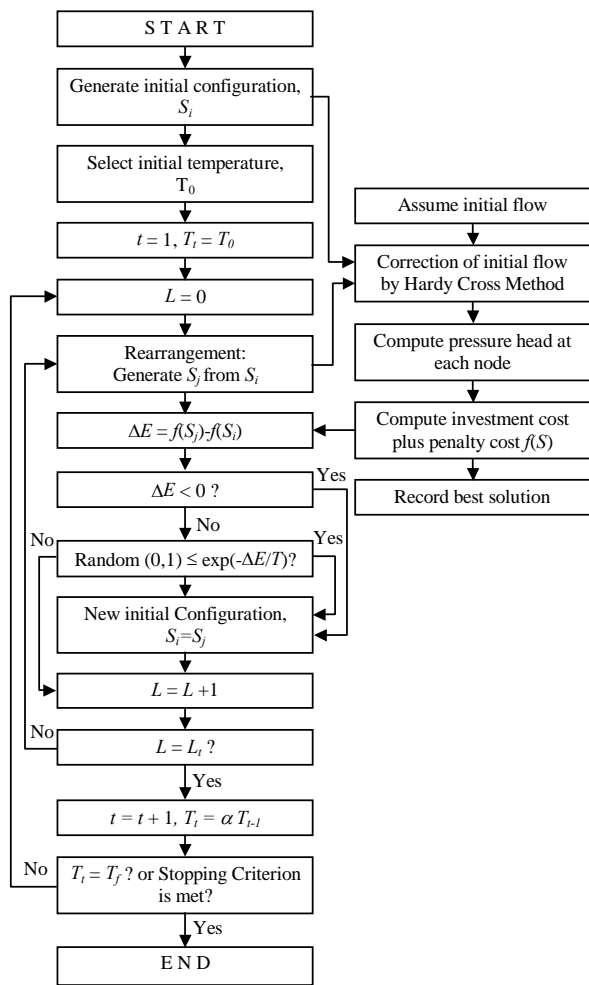 S T A R T
Generate initial configuration,
Si
Select initial temperature,
T0
t = 1, Tt = T0
L = 0
Rearrangement:
Generate Sj from Si
ΔE = f(Sj)-f(Si)
Yes
ΔE < 0 ?
No
No
Yes
Random (0,1) ≤ exp(-ΔE/T)?
New initial Configuration,
Si=Sj
L = L +1
No
L = Lt ?
Yes
t = t + 1, Tt = α Tt-1
No
Tt = Tf ? or Stopping Criterion
is met?
Yes
E N D
Assume initial flow
Correction of initial flow
by Hardy Cross Method
Compute pressure head at
each node
Compute investment cost
plus penalty cost f(S)
Record best solution